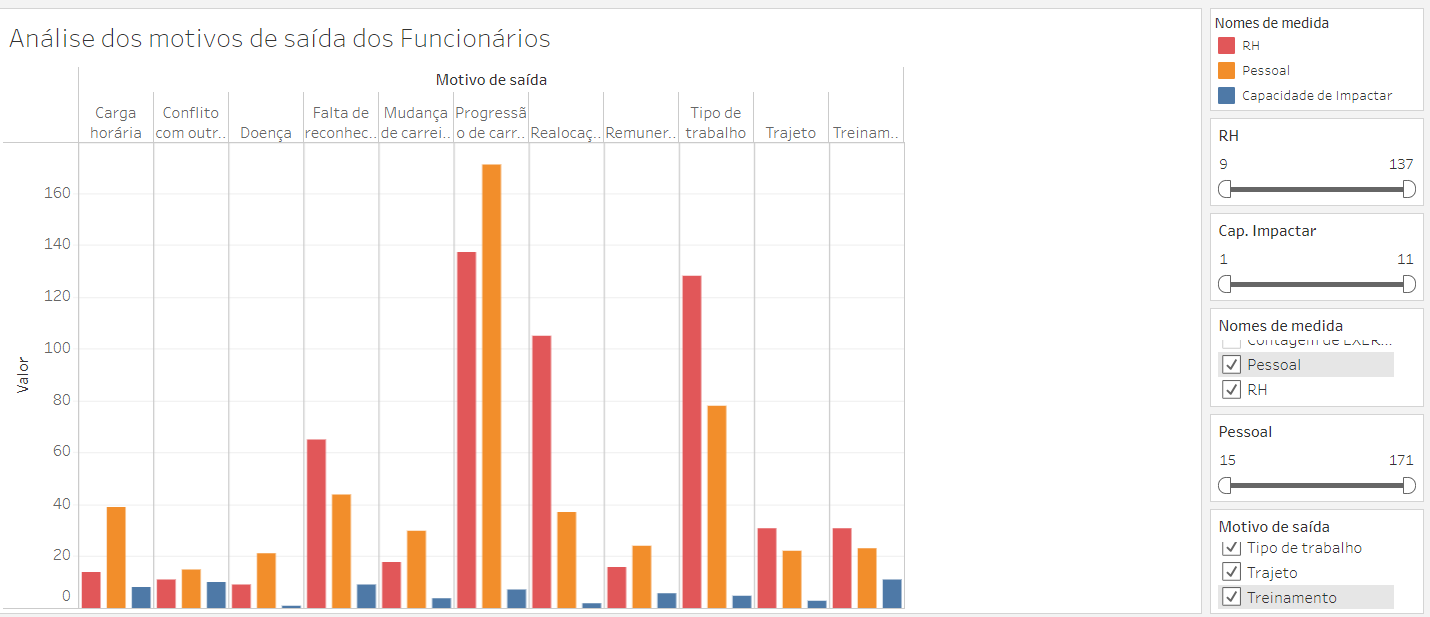 Análise dos motivos de saída dos Funcionários
Motivo de saída
Carga
horária
Conflito
com outr..
Doença
Falta de
reconhec..
Mudança
de carrei..
Progressã
o de carr..
Realocaç..
Remuner..
Tipo de
trabalho
Trajeto
Treinam..
Valor
160
140
120
100
80
60
40
20
0
Nomes de medida
RH
Pessoal
Capacidade de Impactar
RH
9 137
Cap. Impactar
1 11
Nomes de medida
Pessoal
RH
Pessoal
15 171
Motivo de saída
Tipo de trabalho
Trajeto
Treinamento